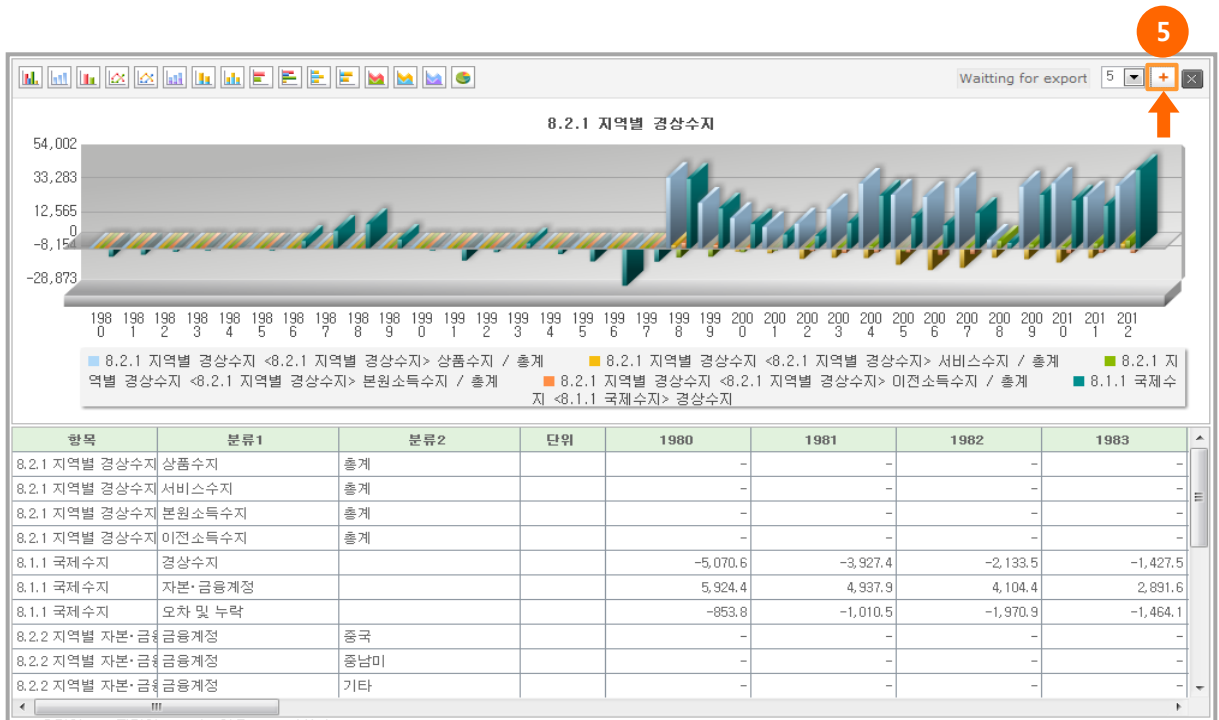 5
Waitting for export 5 +
8.2.1 지역별 경상수지
54,002
33,283
12,565
0
-8,154
-28,873
198 198 198 198 198 198 198 198 198 198 199 199 199 199 199 199 199 199 199 199 200 200 200 200 200 200 200 200 200 200 201 201 201
0 1 2 3 4 5 6 7 8 9 0 1 2 3 4 5 6 7 8 9 0 1 2 3 4 5 6 7 8 9 0 1 2
8.2.1 지역별 경상수지 <8.2.1 지역별 경상수지> 상품수지 / 총계 8.2.1 지역별 경상수지 <8.2.1 지역별 경상수지> 서비스수지 / 총계 8.2.1 지
역별 경상수지 <8.2.1 지역별 경상수지> 본원소득수지 / 총계 8.2.1 지역별 경상수지 <8.2.1 지역별 경상수지> 이전소득수지 / 총계 8.1.1 국제수
지 <8.1.1 국제수지> 경상수지
항목 분류1 분류2 단위 1980 1981 1982 1983
8.2.1 지역별 경상수지 상품수지 총계 - - - -
8.2.1 지역별 경상수지 서비스수지 총계 - - - -
8.2.1 지역별 경상수지 본원소득수지 총계 - - - -
8.2.1 지역별 경상수지 이전소득수지 총계 - - - -
8.1.1 국제수지 경상수지 -5,070.6 -3,927.4 -2,133.5 -1,427.5
8.1.1 국제수지 자본·금융계정 5,924.4 4,937.9 4,104.4 2,891.6
8.1.1 국제수지 오차 및 누락 -853.8 -1,010.5 -1,970.9 -1,464.1
8.2.2 지역별 자본·금융 금융계정 중국 - - - -
8.2.2 지역별 자본·금융 금융계정 중남미 - - - -
8.2.2 지역별 자본·금융 금융계정 기타 - - - -